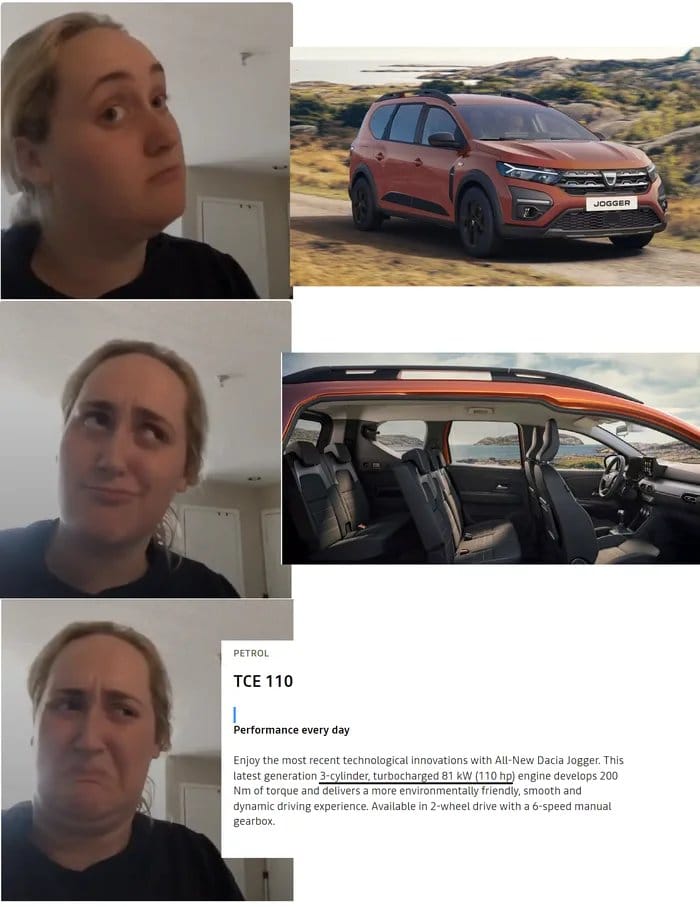 JOGGER
PETROL
TCE 110
Performance every day
Enjoy the most recent technological innovations with All-New Dacia Jogger. This
latest generation 3-cylinder, turbocharged 81 kW (110 hp) engine develops 200
Nm of torque and delivers a more environmentally friendly, smooth and
dynamic driving experience. Available in 2-wheel drive with a 6-speed manual
gearbox.